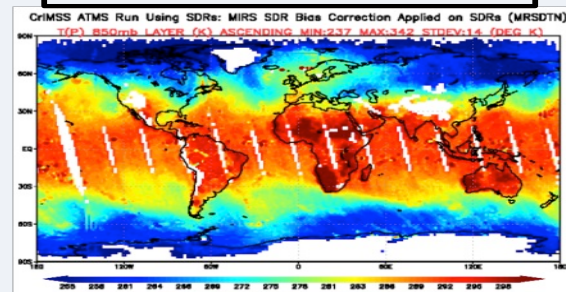 CrIMSS ATMS Run Using SDRs: MIRS SDR Bias Correction Applied on SDRs (MRSDTN)
T(P) 850mb LAYER (K) ASCENDING MIN:237 MAX:342 STDEV:14 (DEG K)
90N
60N
30N
EQ
30S
60S
90S
180 120W 60W 0 60E 120E 180
255 258 261 264 266 269 272 275 278 281 283 286 289 292 295 298